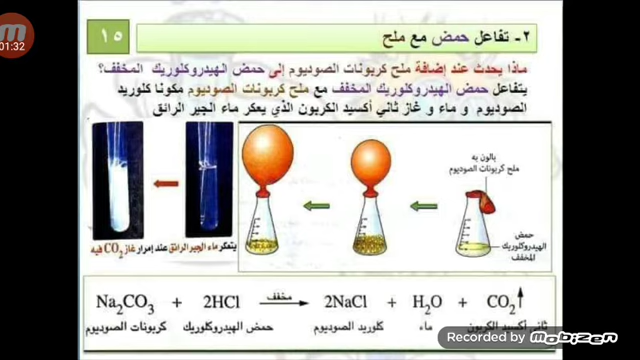 01:32
٢- تفاعل حمض مع ملح
١٥
ماذا يحدث عند إضافة ملح كربونات الصوديوم إلى حمض الهيدروكلوريك المخفف؟
يتفاعل حمض الهيدروكلوريك المخفف مع ملح كربونات الصوديوم مكونا كلوريد
الصوديوم و ماء و غاز ثاني أكسيد الكربون الذي يعكر ماء الجير الرائق
بالون به
ملح كربونات الصوديوم
حمض
الهيدروكلوريك
المخفف
يتعكر ماء الجير الرائق عند إمرار غاز CO₂ فيه
Na₂CO₃ + 2HCl مخفف 2NaCl + H₂O + CO₂↑
كربونات الصوديوم حمض الهيدروكلوريك كلوريد الصوديوم ماء ثاني أكسيد الكربون
Recorded by mobizen